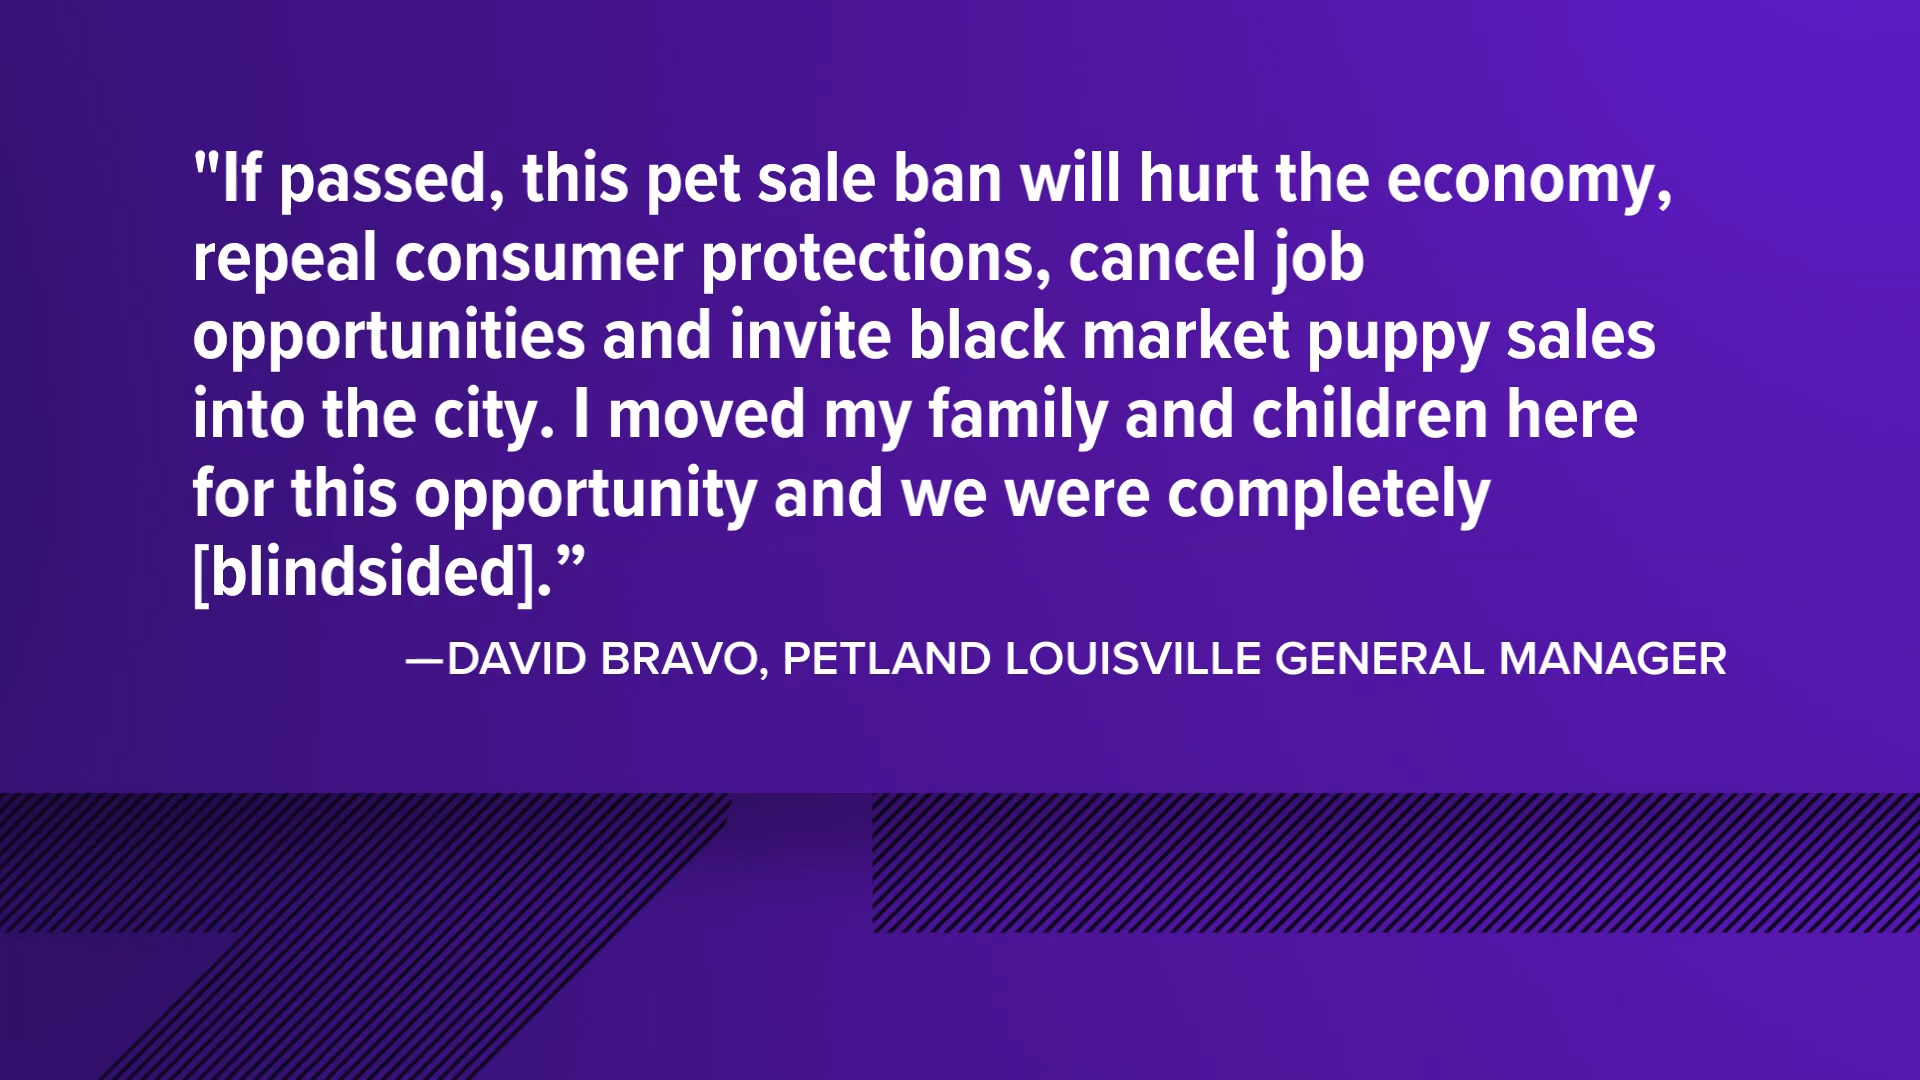 "If passed, this pet sale ban will hurt the economy,
repeal consumer protections, cancel job
opportunities and invite black market puppy sales
into the city. I moved my family and children here
for this opportunity and we were completely
[blindsided].”
—DAVID BRAVO, PETLAND LOUISVILLE GENERAL MANAGER